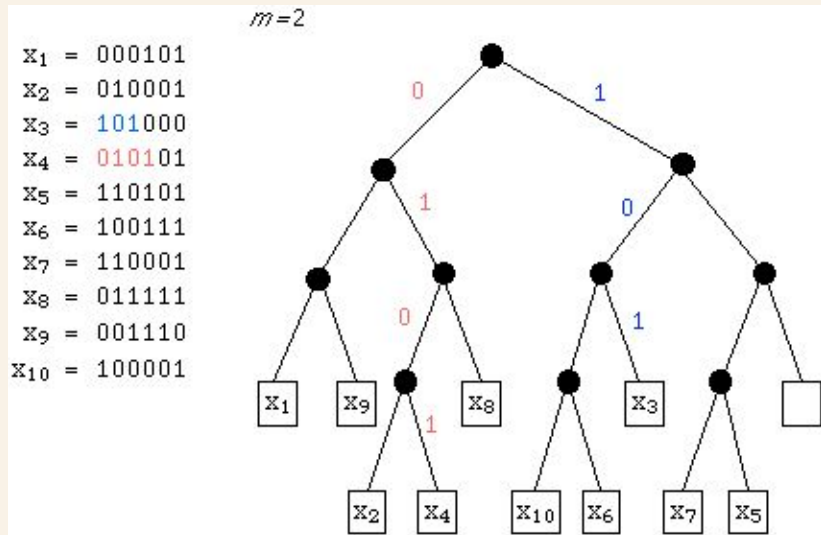 m=2
X1 = 000101
X2 = 010001
X3 = 101000
X4 = 010101
X5 = 110101
X6 = 100111
X7 = 110001
X8 = 011111
X9 = 001110
X10 = 100001
0 1
1 0
0 1
X1 X9 X8 X3
1
X2 X4 X10 X6 X7 X5